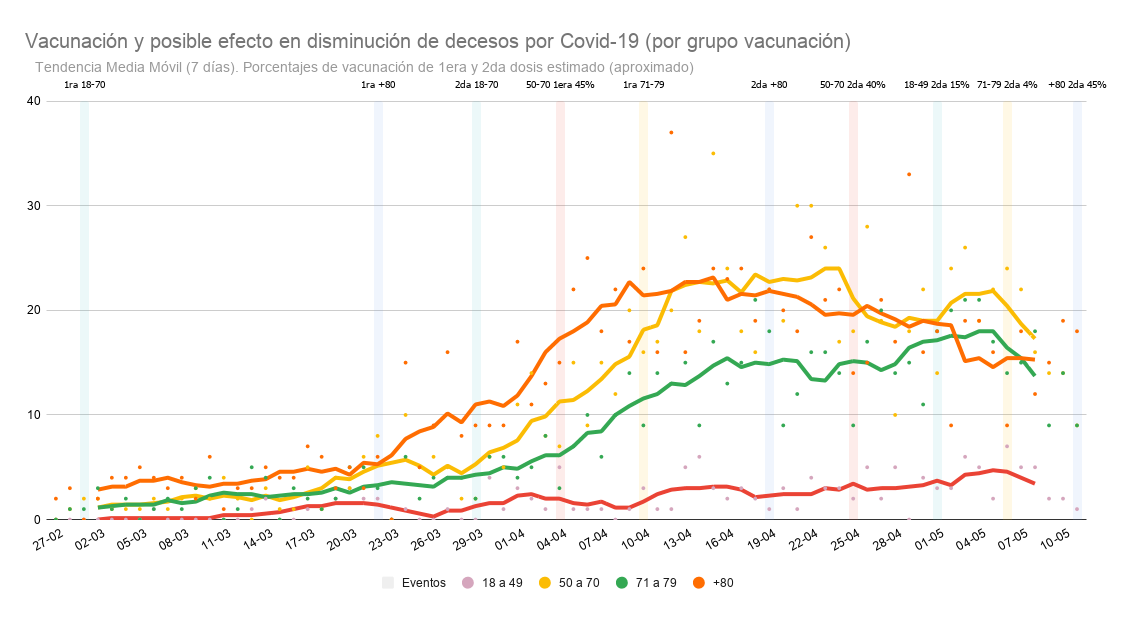 Vacunación y posible efecto en disminución de decesos por Covid-19 (por grupo vacunación)
Tendencia Media Móvil (7 días). Porcentajes de vacunación de 1era y 2da dosis estimado (aproximado)
1ra 18-70 1ra +80 2da 18-70 50-70 1era 45% 1ra 71-79 2da +80 50-70 2da 40% 18-49 2da 15% 71-79 2da 4% +80 2da 45%
40
30
20
10
0
27-02 02-03 05-03 08-03 11-03 14-03 17-03 20-03 23-03 26-03 29-03 01-04 04-04 07-04 10-04 13-04 16-04 19-04 22-04 25-04 28-04 01-05 04-05 07-05 10-05
Eventos 18 a 49 50 a 70 71 a 79 +80